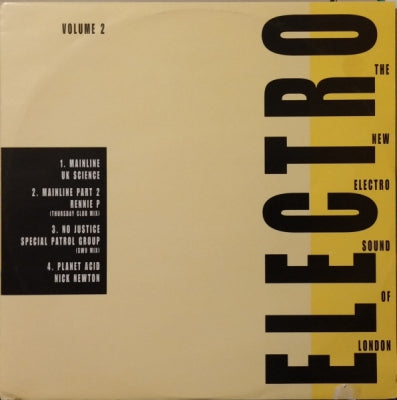 VOLUME 2
1. MAINLINE
UK SCIENCE
2. MAINLINE PART 2
RENNIE P
(THURSDAY CLUB MIX)
3. NO JUSTICE
SPECIAL PATROL GROUP
(SWV MIX)
4. PLANET ACID
NICK NEWTON
ELECTRO
THE
NEW
ELECTRO
SOUND
OF
LONDON